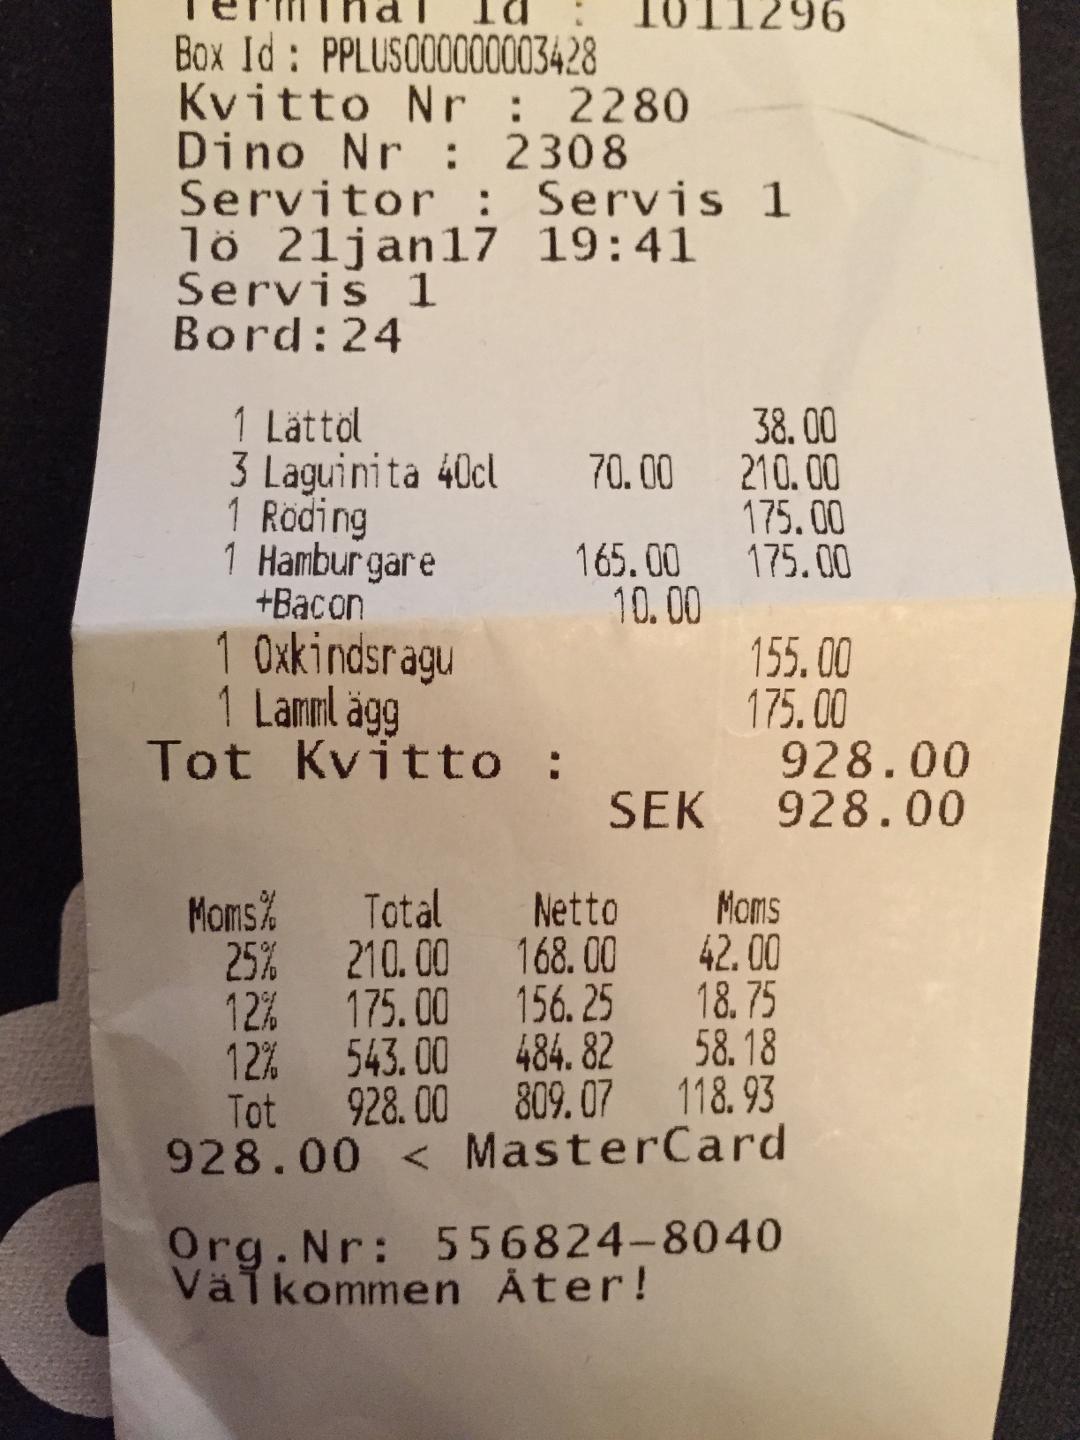 Terminal Id : 1011296
Box Id : PPLUS000000003428
Kvitto Nr : 2280
Dino Nr : 2308
Servitor : Servis 1
lö 21jan17 19:41
Servis 1
Bord:24
1 Lättöl 38.00
3 Laguinita 40cl 70.00 210.00
1 Röding 175.00
1 Hamburgare 165.00 175.00
+Bacon 10.00
1 Oxkindsragu 155.00
1 Lammlägg 175.00
Tot Kvitto : 928.00
SEK 928.00
Moms% Total Netto Moms
25% 210.00 168.00 42.00
12% 175.00 156.25 18.75
12% 543.00 484.82 58.18
Tot 928.00 809.07 118.93
928.00 < MasterCard
Org.Nr: 556824-8040
Välkommen Åter!